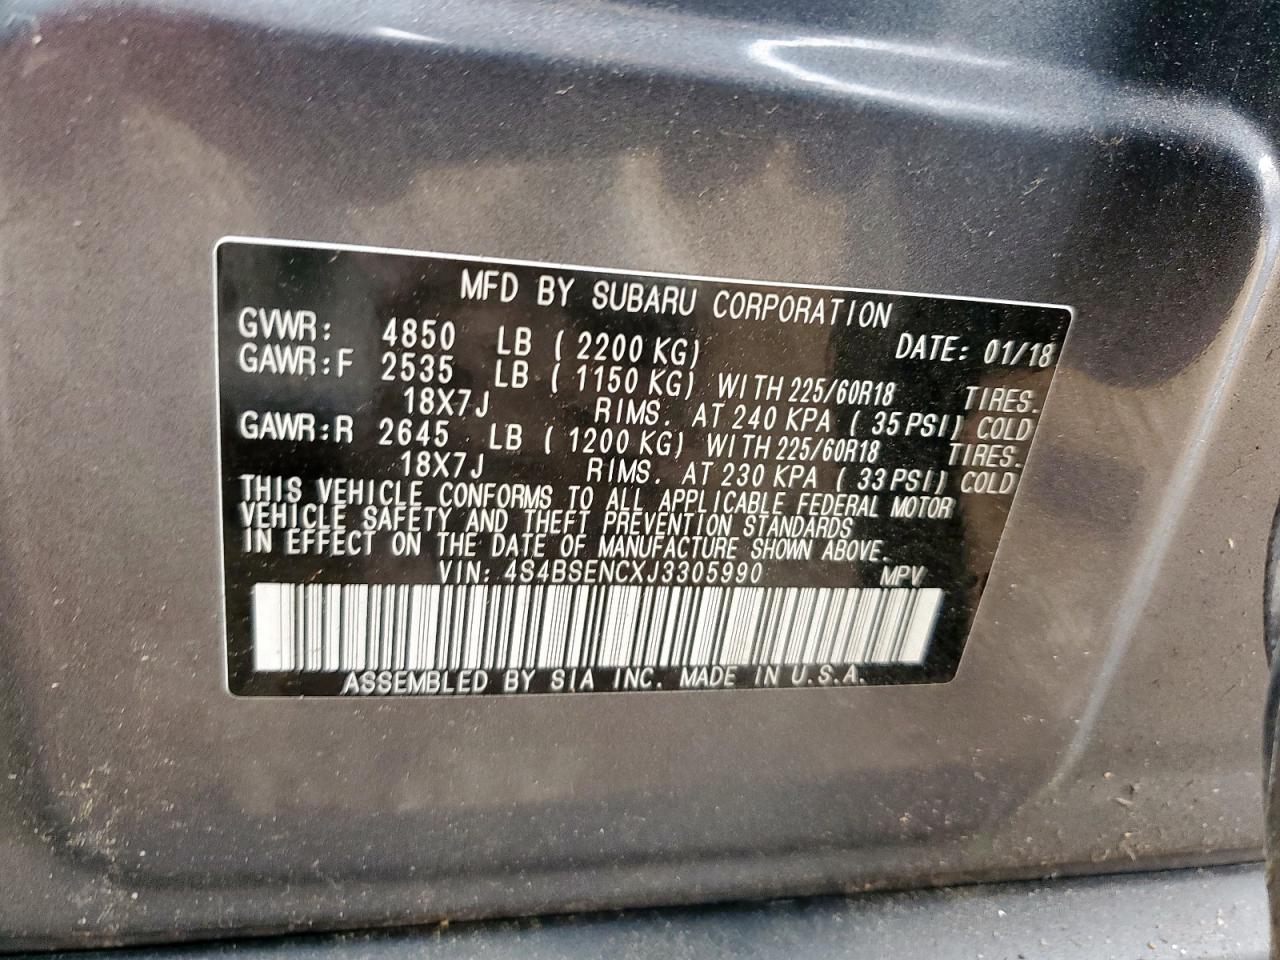 MFD BY SUBARU CORPORATION
GVWR: 4850 LB ( 2200 KG) DATE: 01/18
GAWR:F 2535 LB ( 1150 KG) WITH 225/60R18 TIRES.
18X7J RIMS. AT 240 KPA ( 35 PSI) COLD
GAWR:R 2645 LB ( 1200 KG) WITH 225/60R18 TIRES.
18X7J RIMS. AT 230 KPA ( 33 PSI) COLD
THIS VEHICLE CONFORMS TO ALL APPLICABLE FEDERAL MOTOR
VEHICLE SAFETY AND THEFT PREVENTION STANDARDS
IN EFFECT ON THE DATE OF MANUFACTURE SHOWN ABOVE.
VIN: 4S4BSENCXJ3305990 MPV
ASSEMBLED BY SIA INC. MADE IN U.S.A.